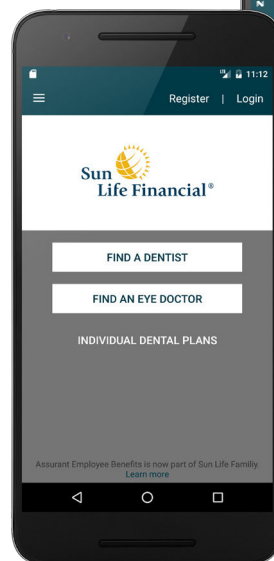 11:12
Register | Login
Sun
Life Financial®
FIND A DENTIST
FIND AN EYE DOCTOR
INDIVIDUAL DENTAL PLANS
Assurant Employee Benefits is now part of Sun Life Familiy.
Learn more